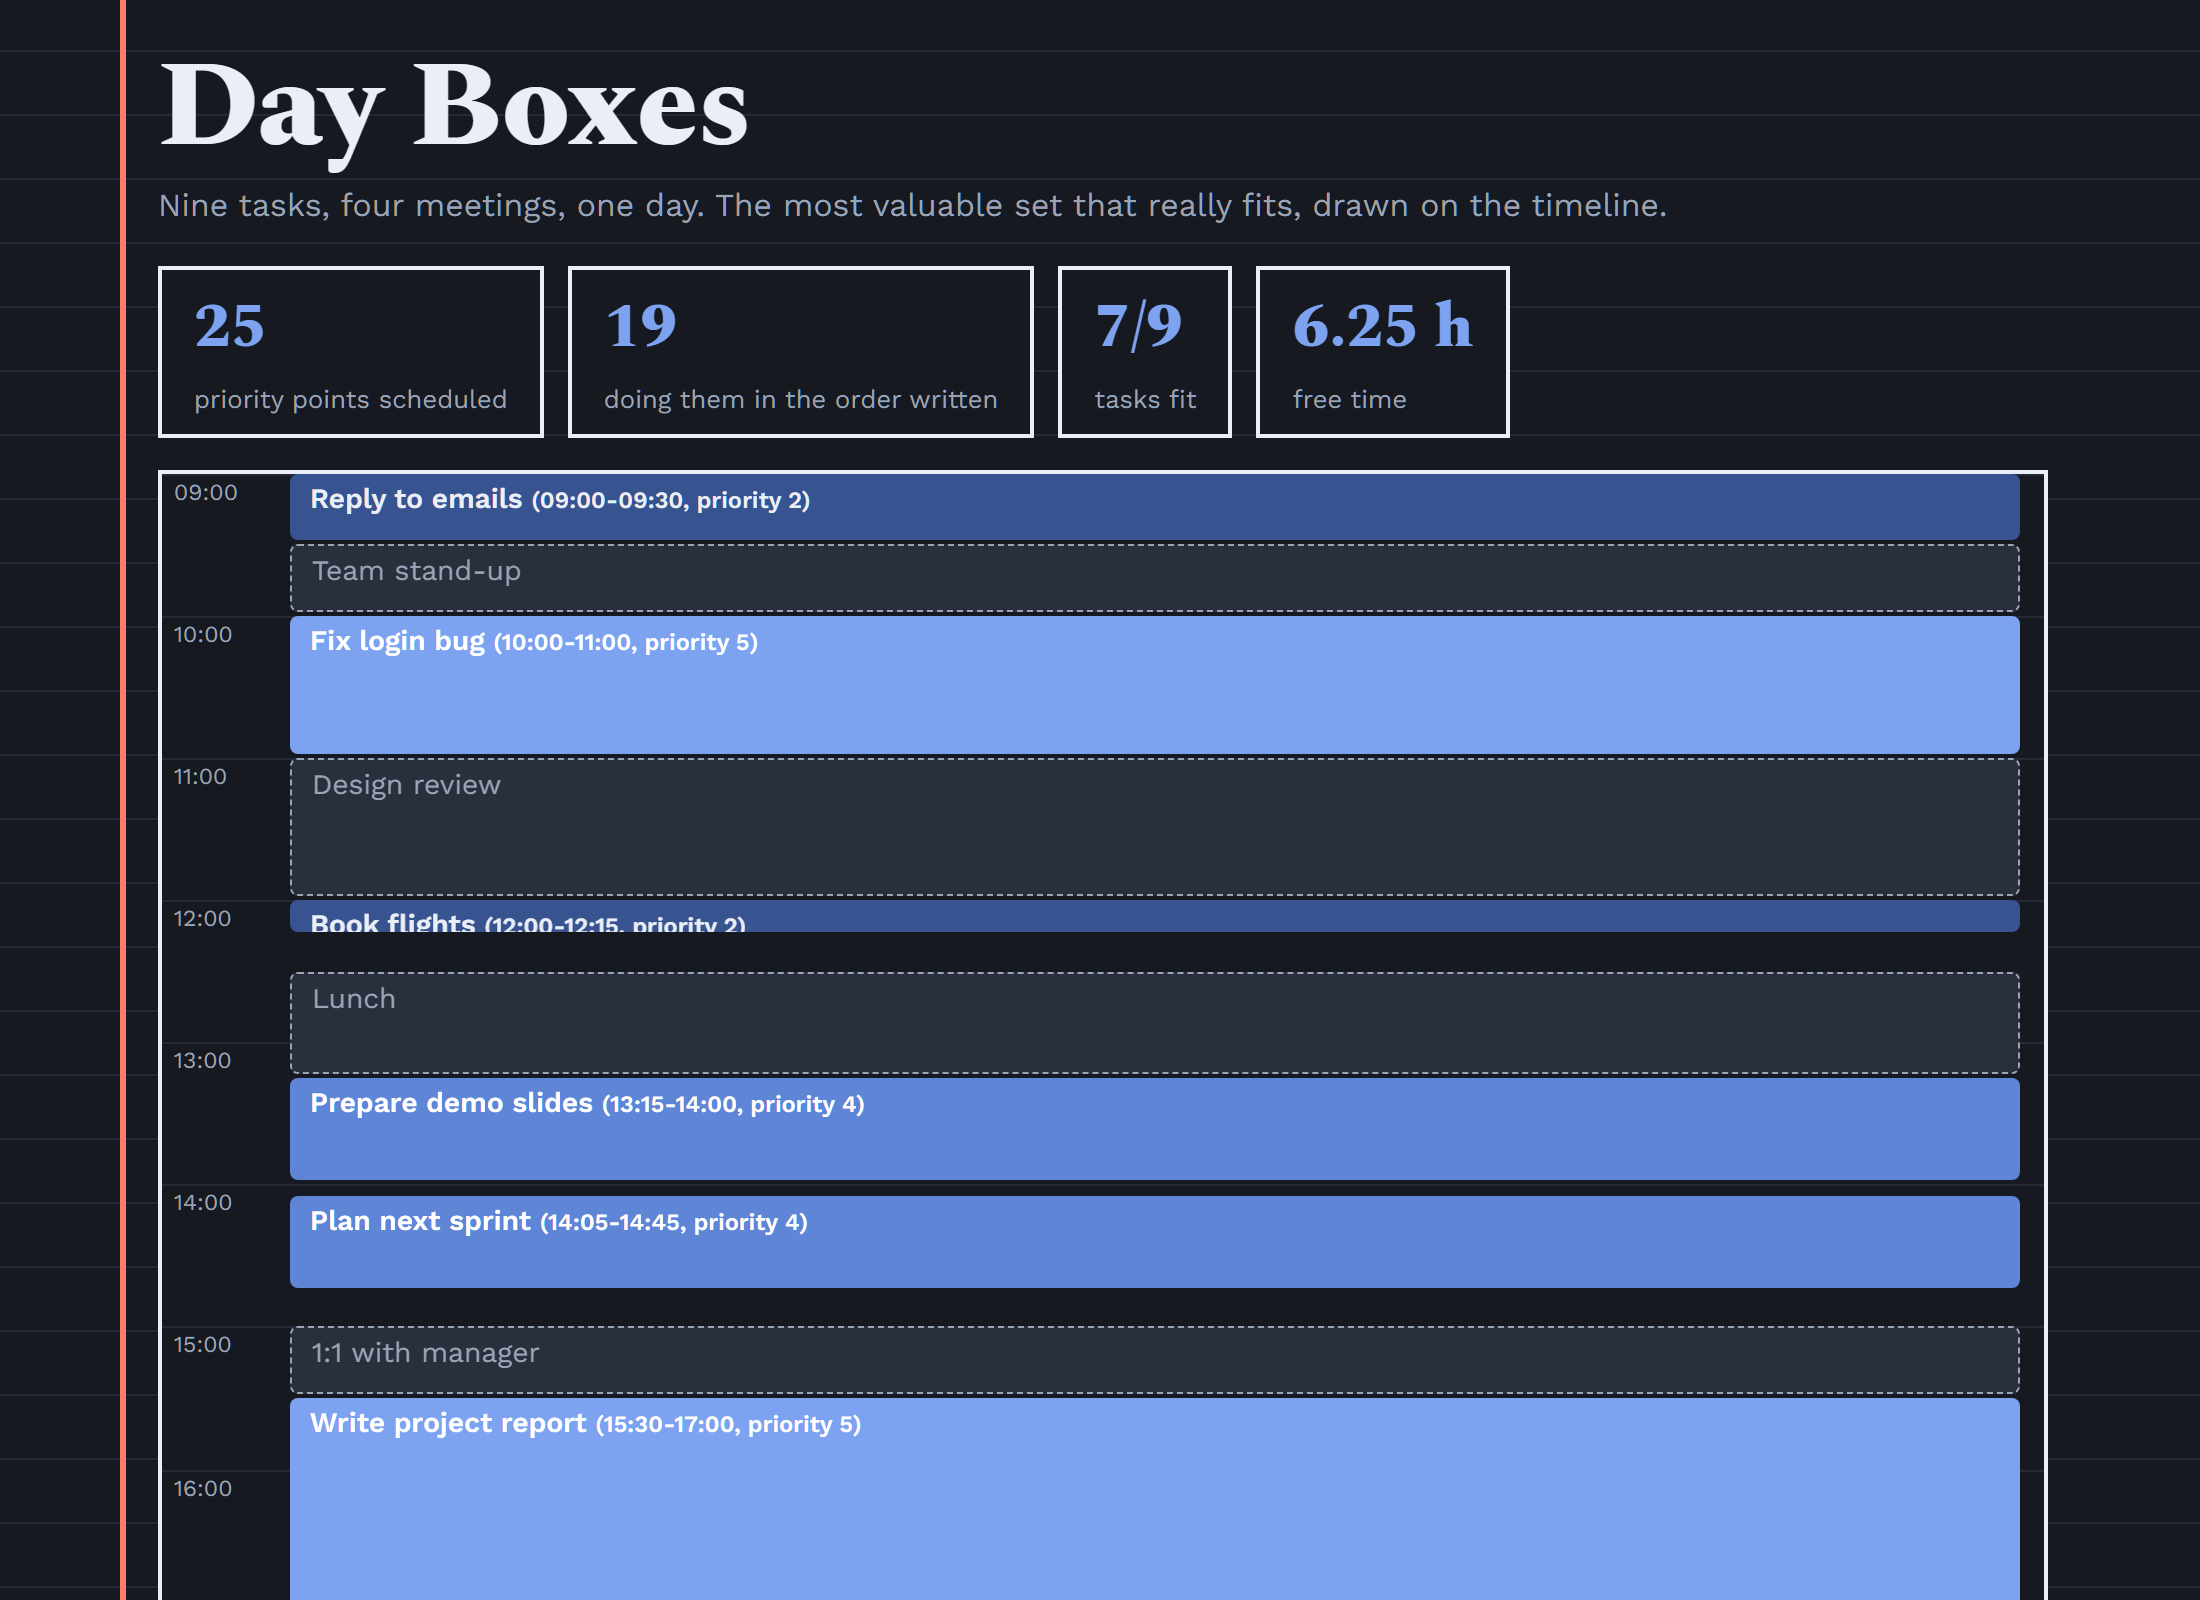 Day Boxes
Nine tasks, four meetings, one day. The most valuable set that really fits, drawn on the timeline.
25
priority points scheduled
19
doing them in the order written
7/9
tasks fit
6.25 h
free time
09:00
Reply to emails (09:00-09:30, priority 2)
Team stand-up
10:00
Fix login bug (10:00-11:00, priority 5)
11:00
Design review
12:00
Book flights (12:00-12:15, priority 2)
Lunch
13:00
Prepare demo slides (13:15-14:00, priority 4)
14:00
Plan next sprint (14:05-14:45, priority 4)
15:00
1:1 with manager
Write project report (15:30-17:00, priority 5)
16:00